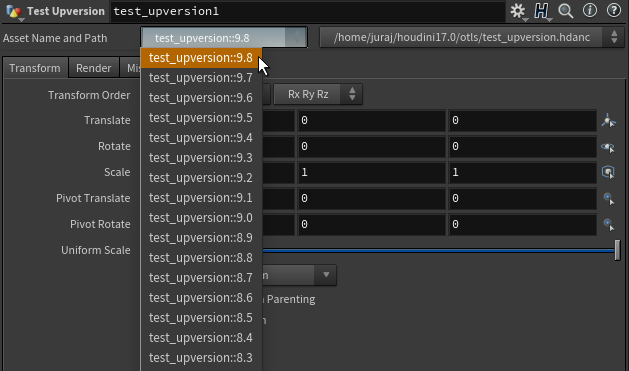 Test Upversion test_upversion1
Asset Name and Path test_upversion::9.8 /home/juraj/houdini17.0/otls/test_upversion.hdanc
test_upversion::9.8
Transform Render
test_upversion::9.7
Transform Order test_upversion::9.6 Rx Ry Rz
Translate test_upversion::9.5 0 0
test_upversion::9.4
Rotate 0 0
test_upversion::9.3
Scale 1 1
test_upversion::9.2
Pivot Translate test_upversion::9.1 0 0
test_upversion::9.0
Pivot Rotate 0 0
test_upversion::8.9
Uniform Scale test_upversion::8.8
test_upversion::8.7
test_upversion::8.6 Parenting
test_upversion::8.5
test_upversion::8.4
test_upversion::8.3